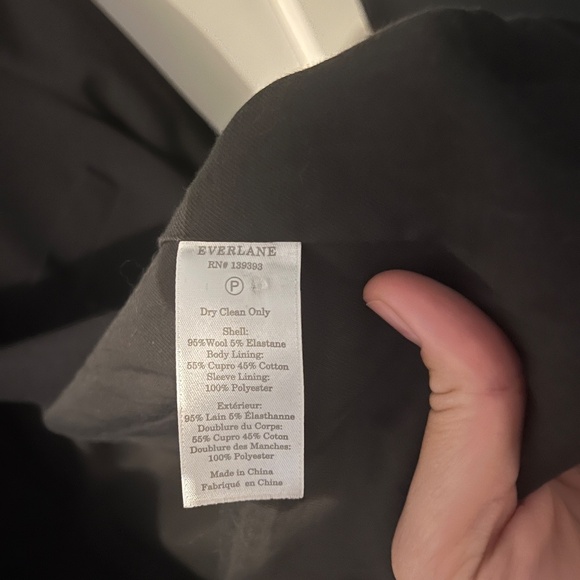 EVERLANE
RN# 139393
P
Dry Clean Only
Shell:
95%Wool 5% Elastane
Body Lining:
55% Cupro 45% Cotton
Sleeve Lining:
100% Polyester
Extérieur:
95% Lain 5% Élasthanne
Doublure du Corps:
55% Cupro 45% Coton
Doublure des Manches:
100% Polyester
Made in China
Fabriqué en Chine